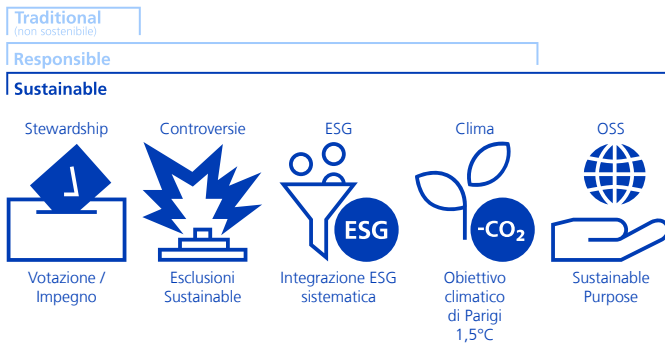 Traditional
(non sostenibile)
Responsible
Sustainable
Stewardship
Controversie
ESG
Clima
OSS
ESG
-CO₂
Votazione /
Impegno
Esclusioni
Sustainable
Integrazione ESG
sistematica
Obiettivo
climatico
di Parigi
1,5°C
Sustainable
Purpose